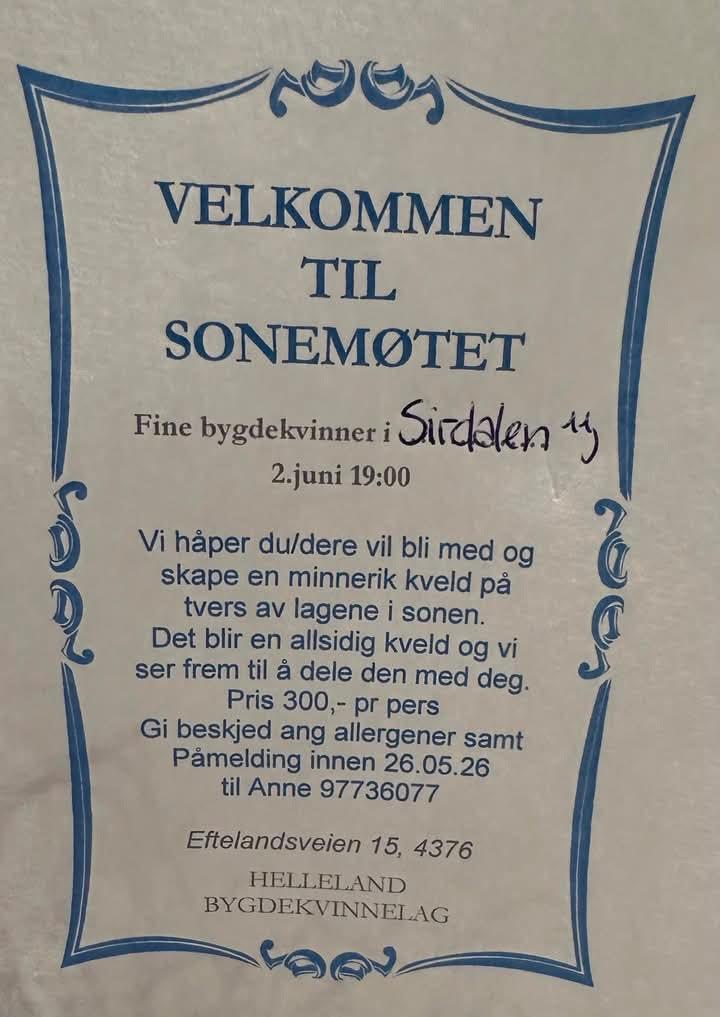 VELKOMMEN
TIL
SONEMØTET
Fine bygdekvinner i Sirdalen
2.juni 19:00
Vi håper du/dere vil bli med og
skape en minnerik kveld på
tvers av lagene i sonen.
Det blir en allsidig kveld og vi
ser frem til å dele den med deg.
Pris 300,- pr pers
Gi beskjed ang allergener samt
Påmelding innen 26.05.26
til Anne 97736077
Eftelandsveien 15, 4376
HELLELAND
BYGDEKVINNELAG